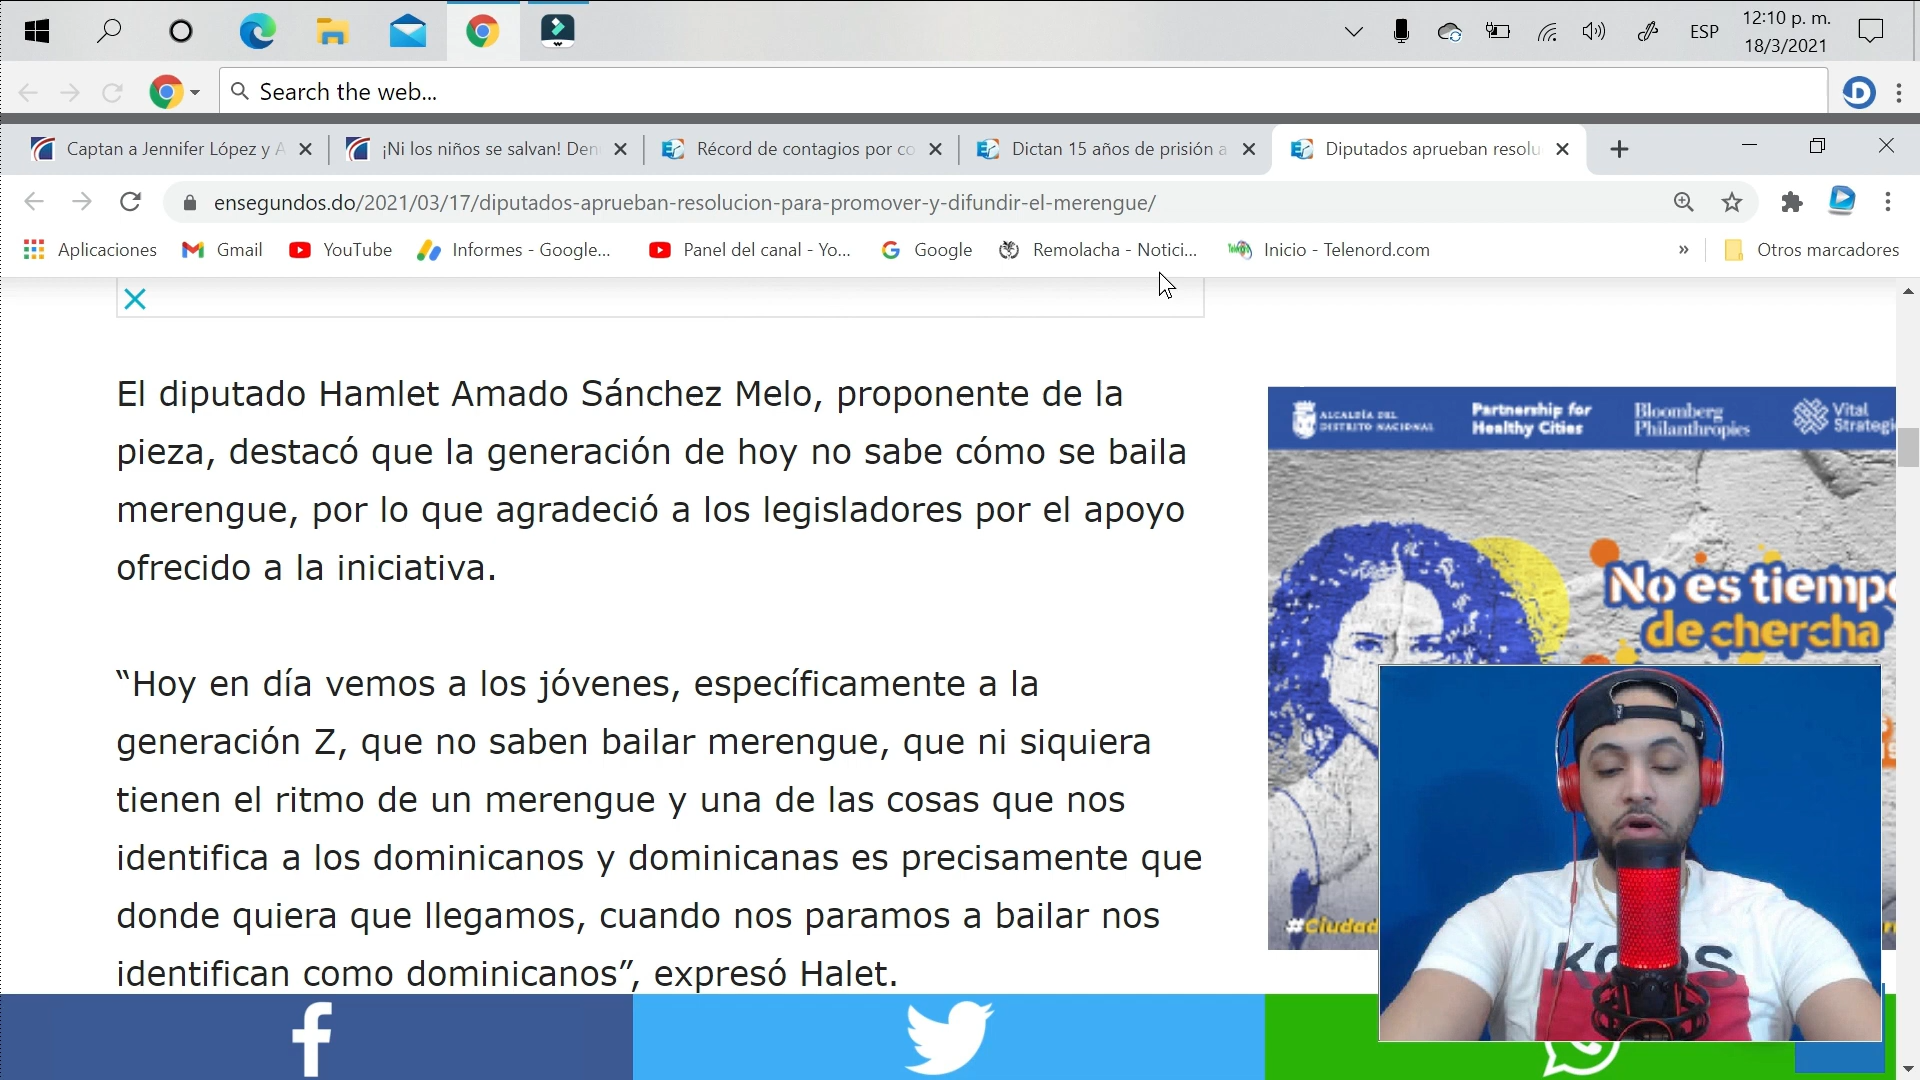 ESP
12:10 p. m.
18/3/2021
Search the web...
Captan a Jennifer López y A
¡Ni los niños se salvan! Den
Récord de contagios por co
Dictan 15 años de prisión a
Diputados aprueban resolu
ensegundos.do/2021/03/17/diputados-aprueban-resolucion-para-promover-y-difundir-el-merengue/
Aplicaciones
Gmail
YouTube
Informes - Google...
Panel del canal - Yo...
Google
Remolacha - Notici...
Inicio - Telenord.com
»
Otros marcadores
El diputado Hamlet Amado Sánchez Melo, proponente de la
pieza, destacó que la generación de hoy no sabe cómo se baila
merengue, por lo que agradeció a los legisladores por el apoyo
ofrecido a la iniciativa.
“Hoy en día vemos a los jóvenes, específicamente a la
generación Z, que no saben bailar merengue, que ni siquiera
tienen el ritmo de un merengue y una de las cosas que nos
identifica a los dominicanos y dominicanas es precisamente que
donde quiera que llegamos, cuando nos paramos a bailar nos
identifican como dominicanos”, expresó Halet.
ALCALDÍA DEL
DISTRITO NACIONAL
Partnership for
Healthy Cities
Bloomberg
Philanthropies
Vital
Strategi
No es tiempo
de chercha
#Ciudad